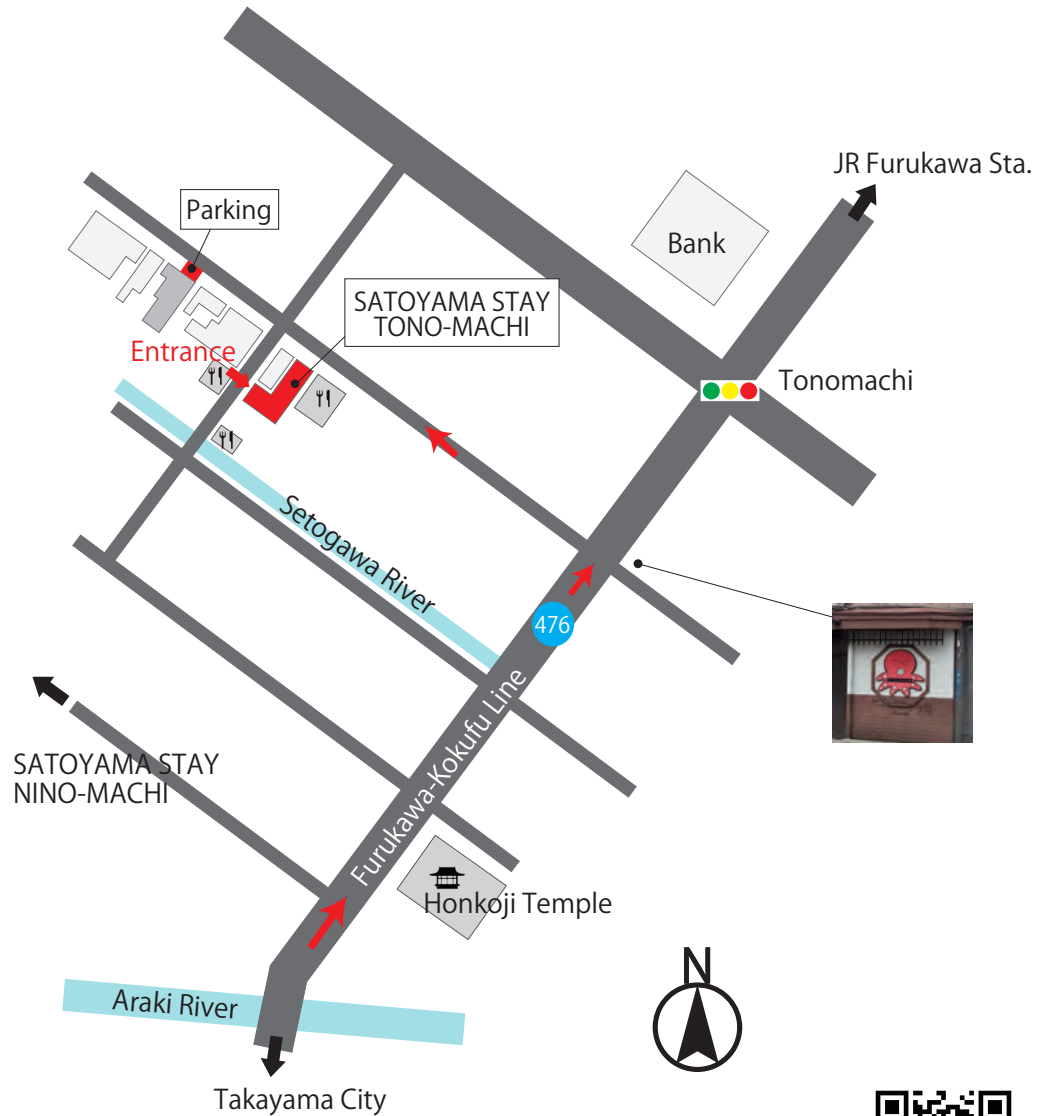 JR Furukawa Sta.
Parking
Bank
SATOYAMA STAY
TONO-MACHI
Entrance
Tonomachi
Setogawa River
476
Furukawa-Kokufu Line
SATOYAMA STAY
NINO-MACHI
Honkoji Temple
N
Araki River
Takayama City